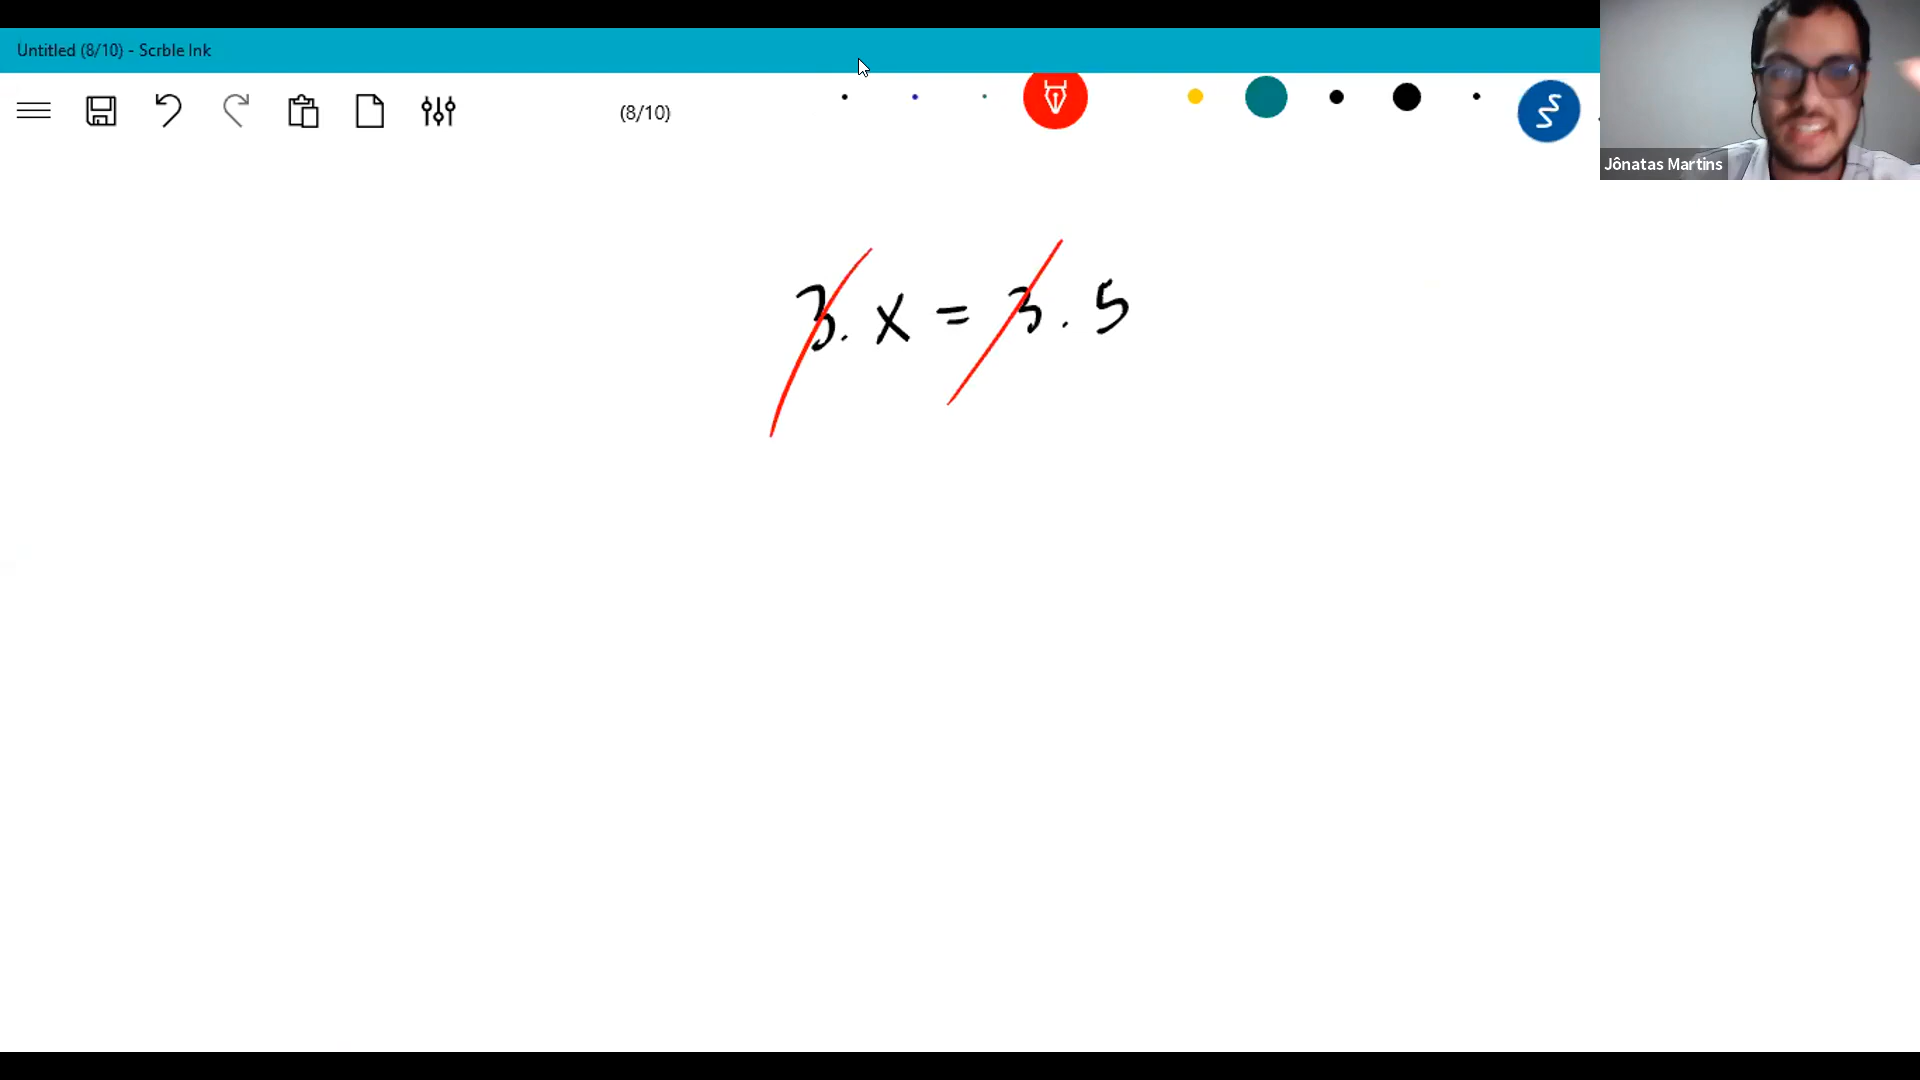 Untitled (8/10) - Scrble Ink
(8/10)
Jônatas Martins
3. x = 3. 5